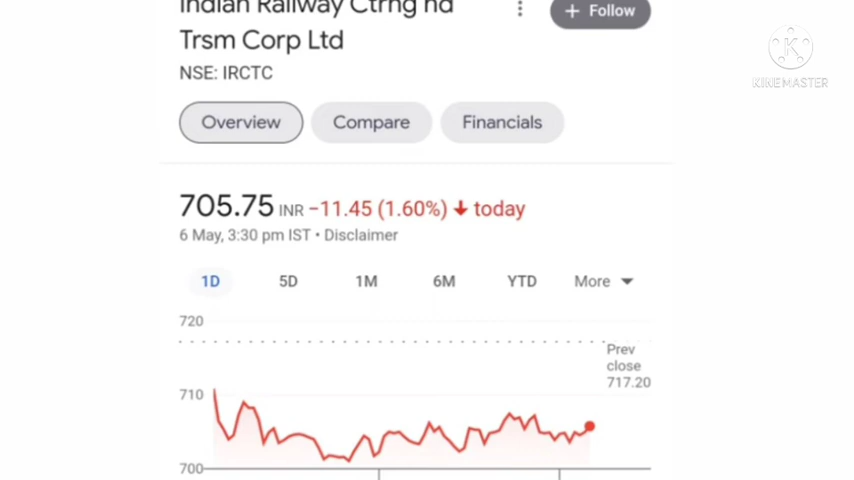 Indian Railway Ctrng nd
Trsm Corp Ltd
+ Follow
NSE: IRCTC
K
KINEMASTER
Overview
Compare
Financials
705.75 INR −11.45 (1.60%) ↓ today
6 May, 3:30 pm IST • Disclaimer
1D 5D 1M 6M YTD More
720
Prev
close
717.20
710
700